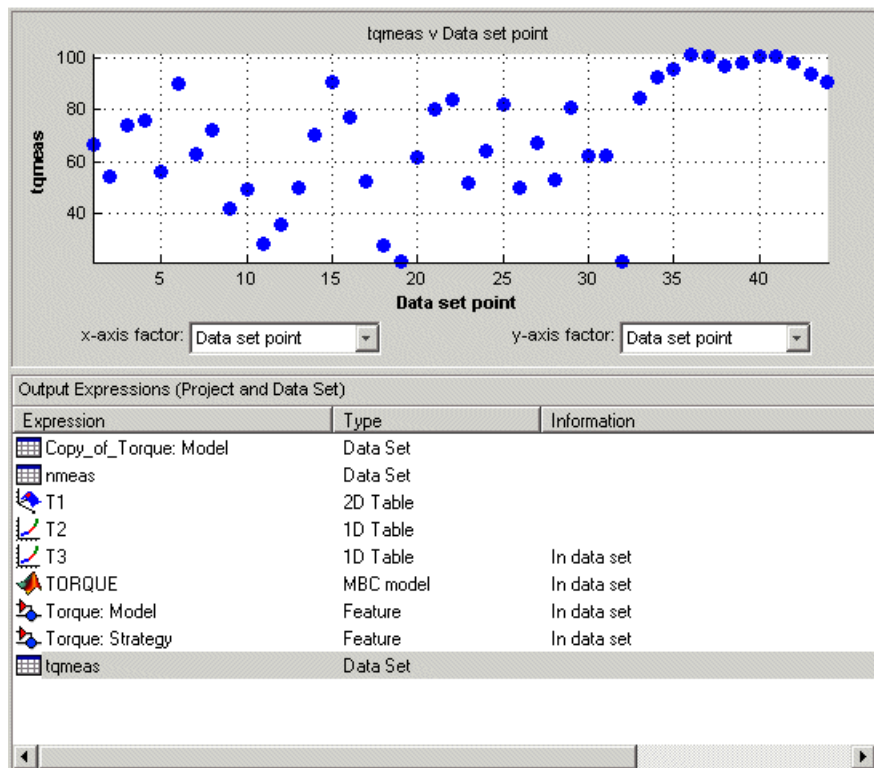 tqmeas v Data set point
100
80
60
40
tqmeas
5 10 15 20 25 30 35 40
Data set point
x-axis factor: Data set point y-axis factor: Data set point
Output Expressions (Project and Data Set)
Expression Type Information
Copy_of_Torque: Model Data Set
nmeas Data Set
T1 2D Table
T2 1D Table
T3 1D Table In data set
TORQUE MBC model In data set
Torque: Model Feature In data set
Torque: Strategy Feature In data set
tqmeas Data Set